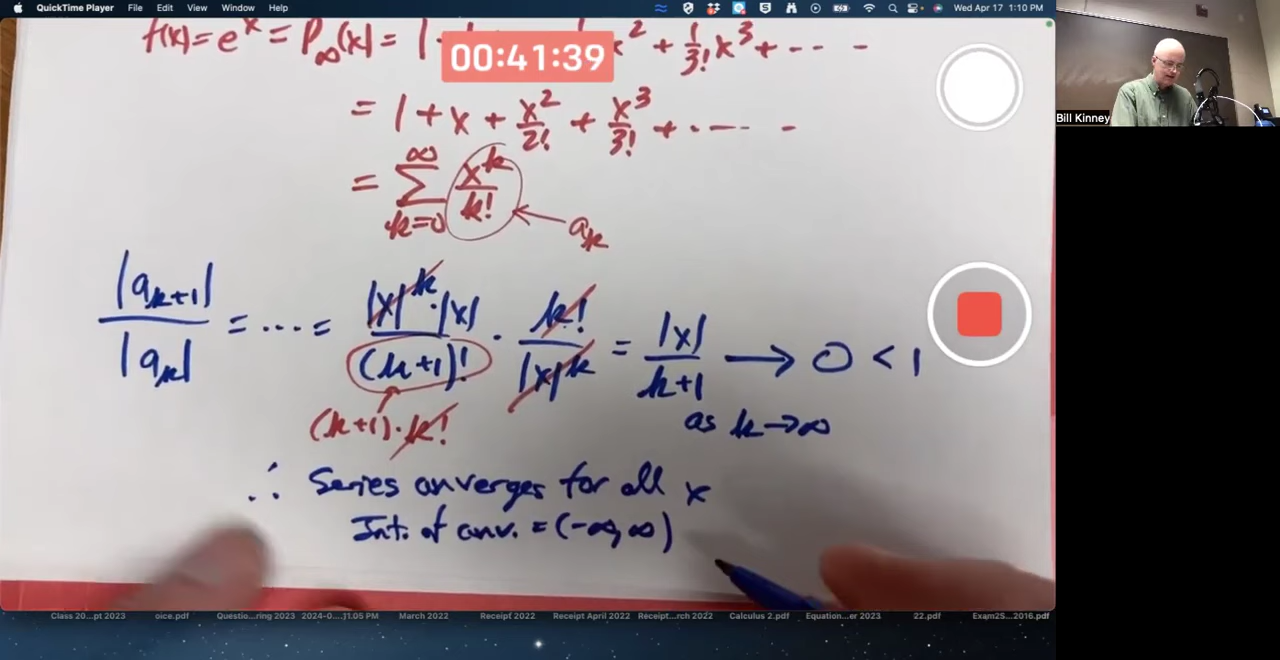 QuickTime Player File Edit View Window Help Wed Apr 17 1:10 PM
f(x) = e^x = P_∞(x) = 1 + x^2 + 1/3! x^3 + ⋯
00:41:39
= 1 + x + x^2/2! + x^3/3! + ⋯
Bill Kinney
= ∑_{k=0}^{∞} x^k/k! ← a_k
|a_{k+1}|/|a_k| = ⋯ = |x|^k·|x|/(k+1)! · k!/|x|^k = |x|/k+1 → 0 < 1
(k+1)·k!
as k→∞
∴ Series converges for all x
Int. of conv. = (-∞, ∞)
Class 20...pt 2023 oice.pdf Questio...ring 2023 2024-0....11.05 PM March 2022 Receipf 2022 Receipt April 2022 Receipt...rch 2022 Calculus 2.pdf Equation...er 2023 22.pdf Exam2S...2016.pdf